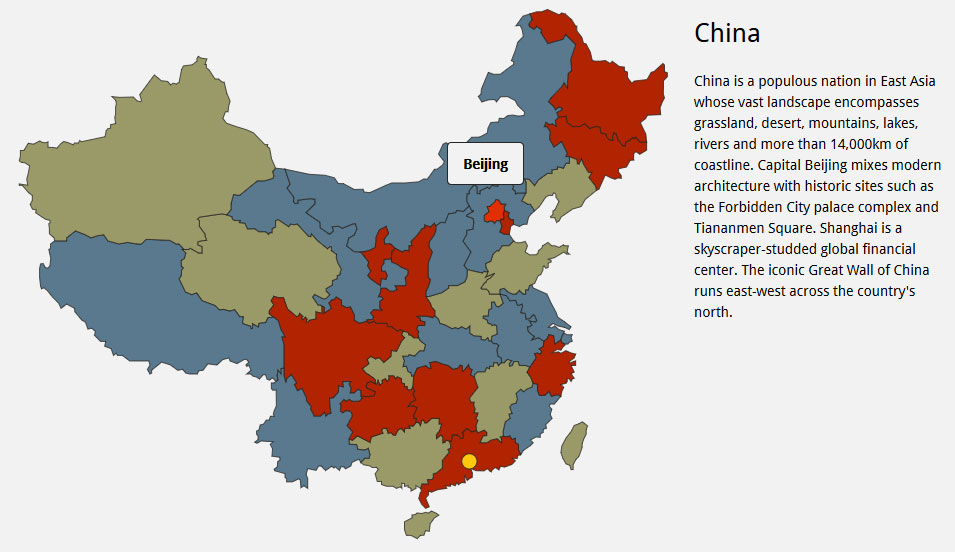 China
Beijing
China is a populous nation in East Asia
whose vast landscape encompasses
grassland, desert, mountains, lakes,
rivers and more than 14,000km of
coastline. Capital Beijing mixes modern
architecture with historic sites such as
the Forbidden City palace complex and
Tiananmen Square. Shanghai is a
skyscraper-studded global financial
center. The iconic Great Wall of China
runs east-west across the country's
north.